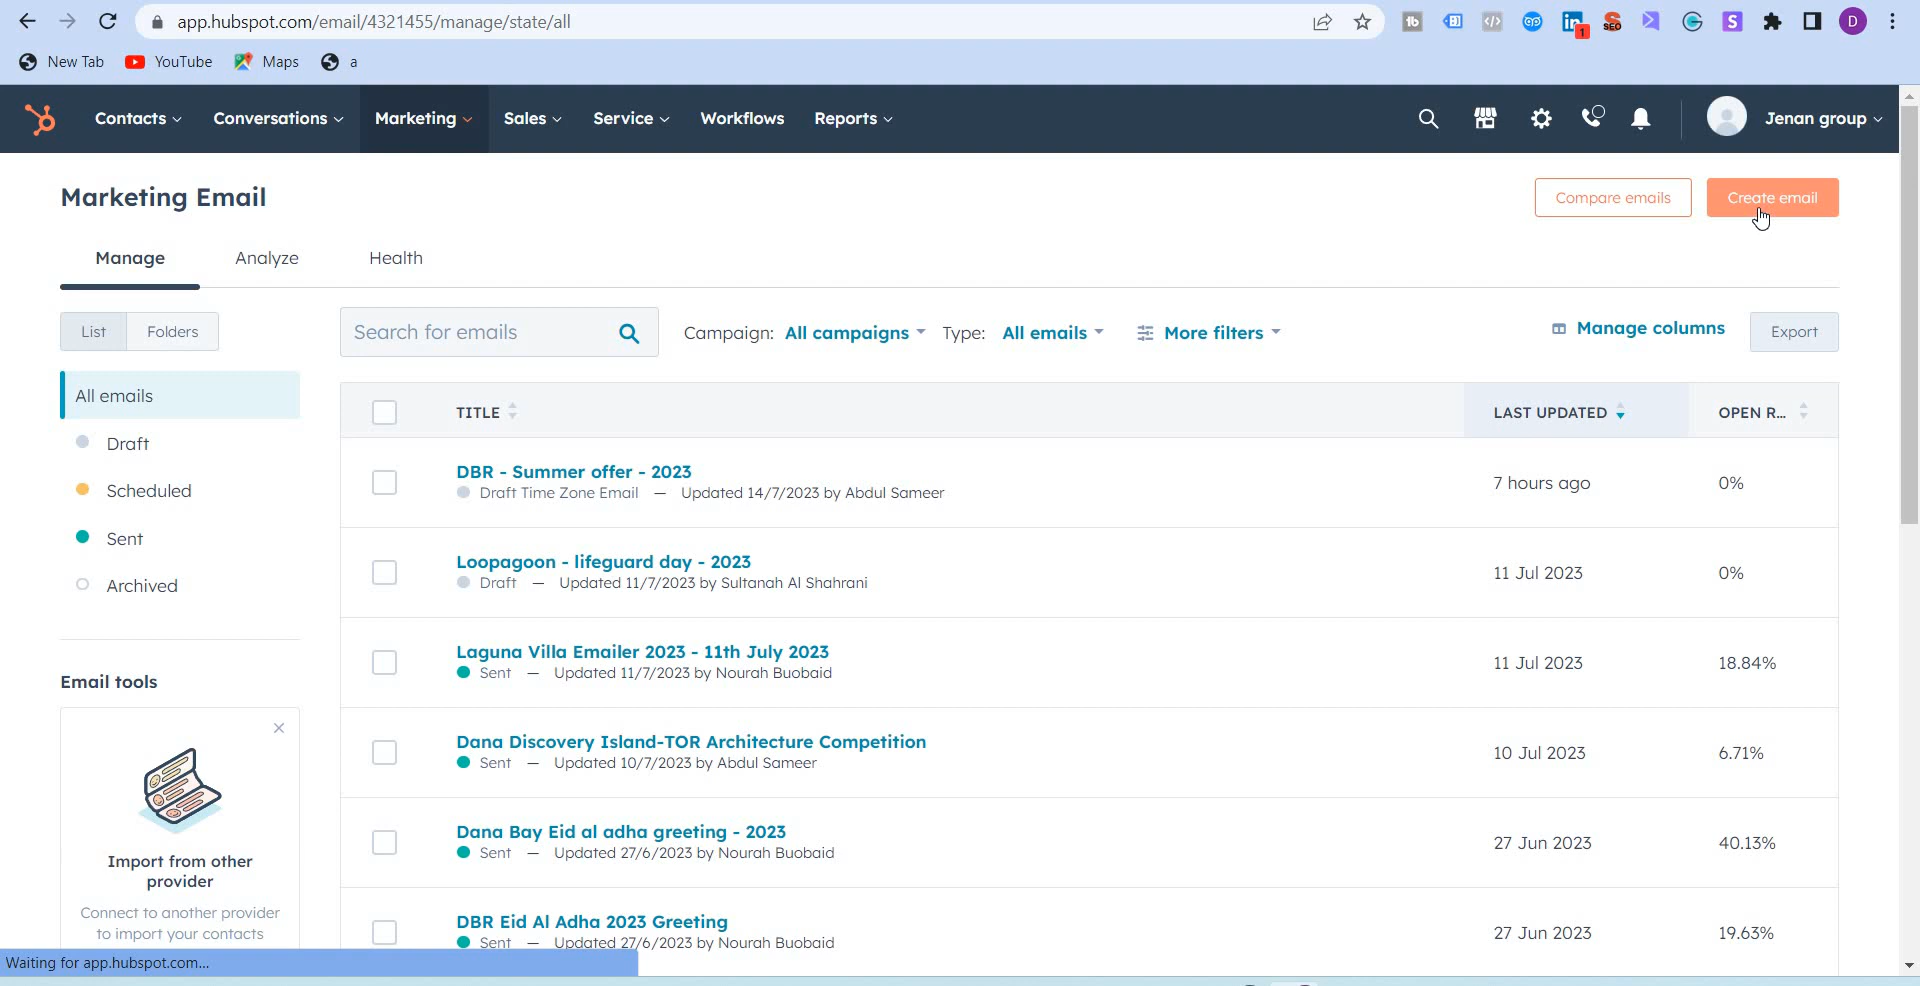 app.hubspot.com/email/4321455/manage/state/all
New Tab YouTube Maps a
Contacts Conversations Marketing Sales Service Workflows Reports Jenan group
Marketing Email
Compare emails Create email
Manage Analyze Health
List Folders
Search for emails Campaign: All campaigns Type: All emails More filters Manage columns Export
All emails
Draft
Scheduled
Sent
Archived
Email tools
Import from other
provider
Connect to another provider
to import your contacts
TITLE LAST UPDATED OPEN R...
DBR - Summer offer - 2023
Draft Time Zone Email — Updated 14/7/2023 by Abdul Sameer
7 hours ago 0%
Loopagoon - lifeguard day - 2023
Draft — Updated 11/7/2023 by Sultanah Al Shahrani
11 Jul 2023 0%
Laguna Villa Emailer 2023 - 11th July 2023
Sent — Updated 11/7/2023 by Nourah Buobaid
11 Jul 2023 18.84%
Dana Discovery Island-TOR Architecture Competition
Sent — Updated 10/7/2023 by Abdul Sameer
10 Jul 2023 6.71%
Dana Bay Eid al adha greeting - 2023
Sent — Updated 27/6/2023 by Nourah Buobaid
27 Jun 2023 40.13%
DBR Eid Al Adha 2023 Greeting
Sent — Updated 27/6/2023 by Nourah Buobaid
27 Jun 2023 19.63%
Waiting for app.hubspot.com...